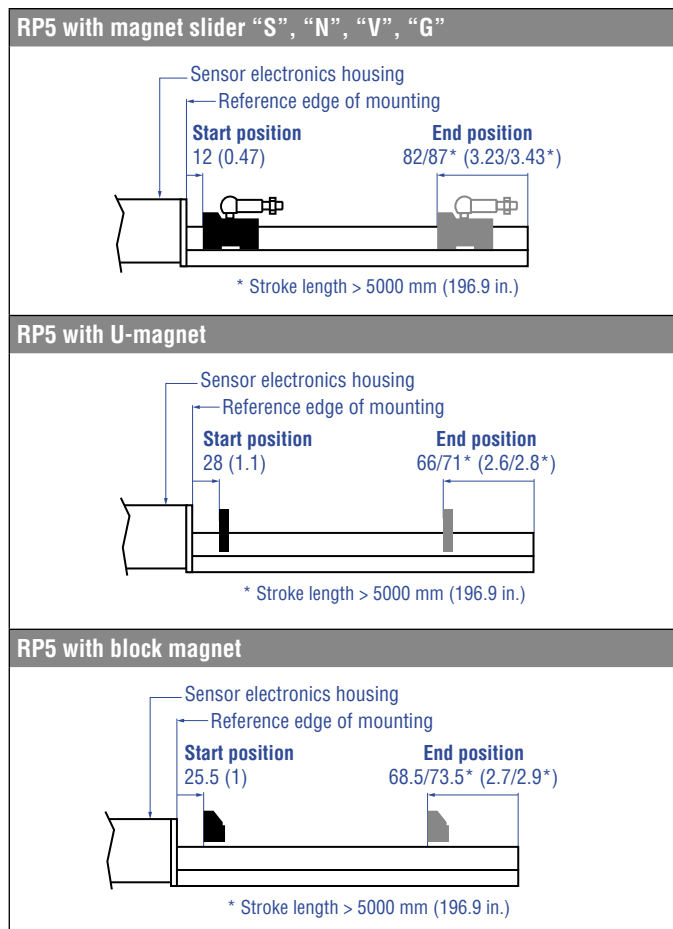 RP5 with magnet slider “S”, “N”, “V”, “G”
Sensor electronics housing
Reference edge of mounting
Start position
12 (0.47)
End position
82/87* (3.23/3.43*)
* Stroke length > 5000 mm (196.9 in.)
RP5 with U-magnet
Sensor electronics housing
Reference edge of mounting
Start position
28 (1.1)
End position
66/71* (2.6/2.8*)
* Stroke length > 5000 mm (196.9 in.)
RP5 with block magnet
Sensor electronics housing
Reference edge of mounting
Start position
25.5 (1)
End position
68.5/73.5* (2.7/2.9*)
* Stroke length > 5000 mm (196.9 in.)